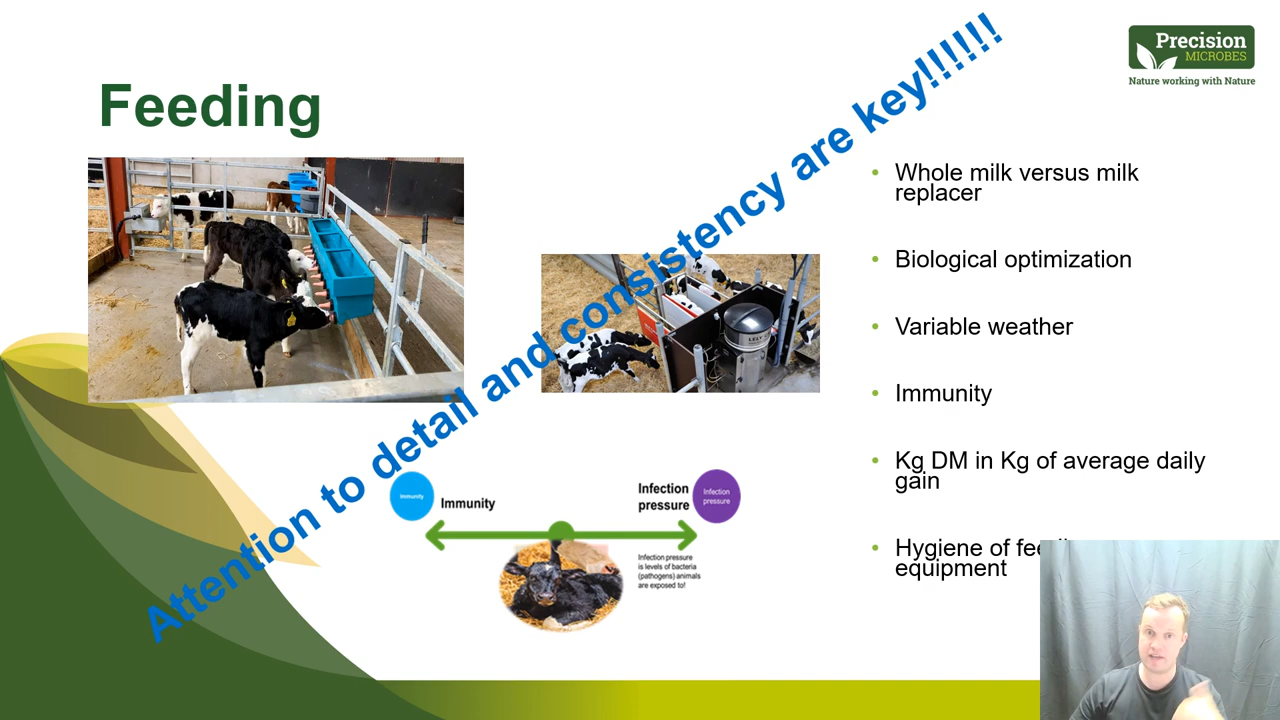 Precision
MICROBES
Nature working with Nature
Feeding
Attention to detail and consistency are key!!!!!!
Whole milk versus milk
replacer
Biological optimization
Variable weather
Immunity
Kg DM in Kg of average daily
gain
Hygiene of
equipment
LELY
Immunity
Immunity
Infection
pressure
Infection
pressure
Infection pressure
is levels of bacteria
(pathogens) animals
are exposed to!